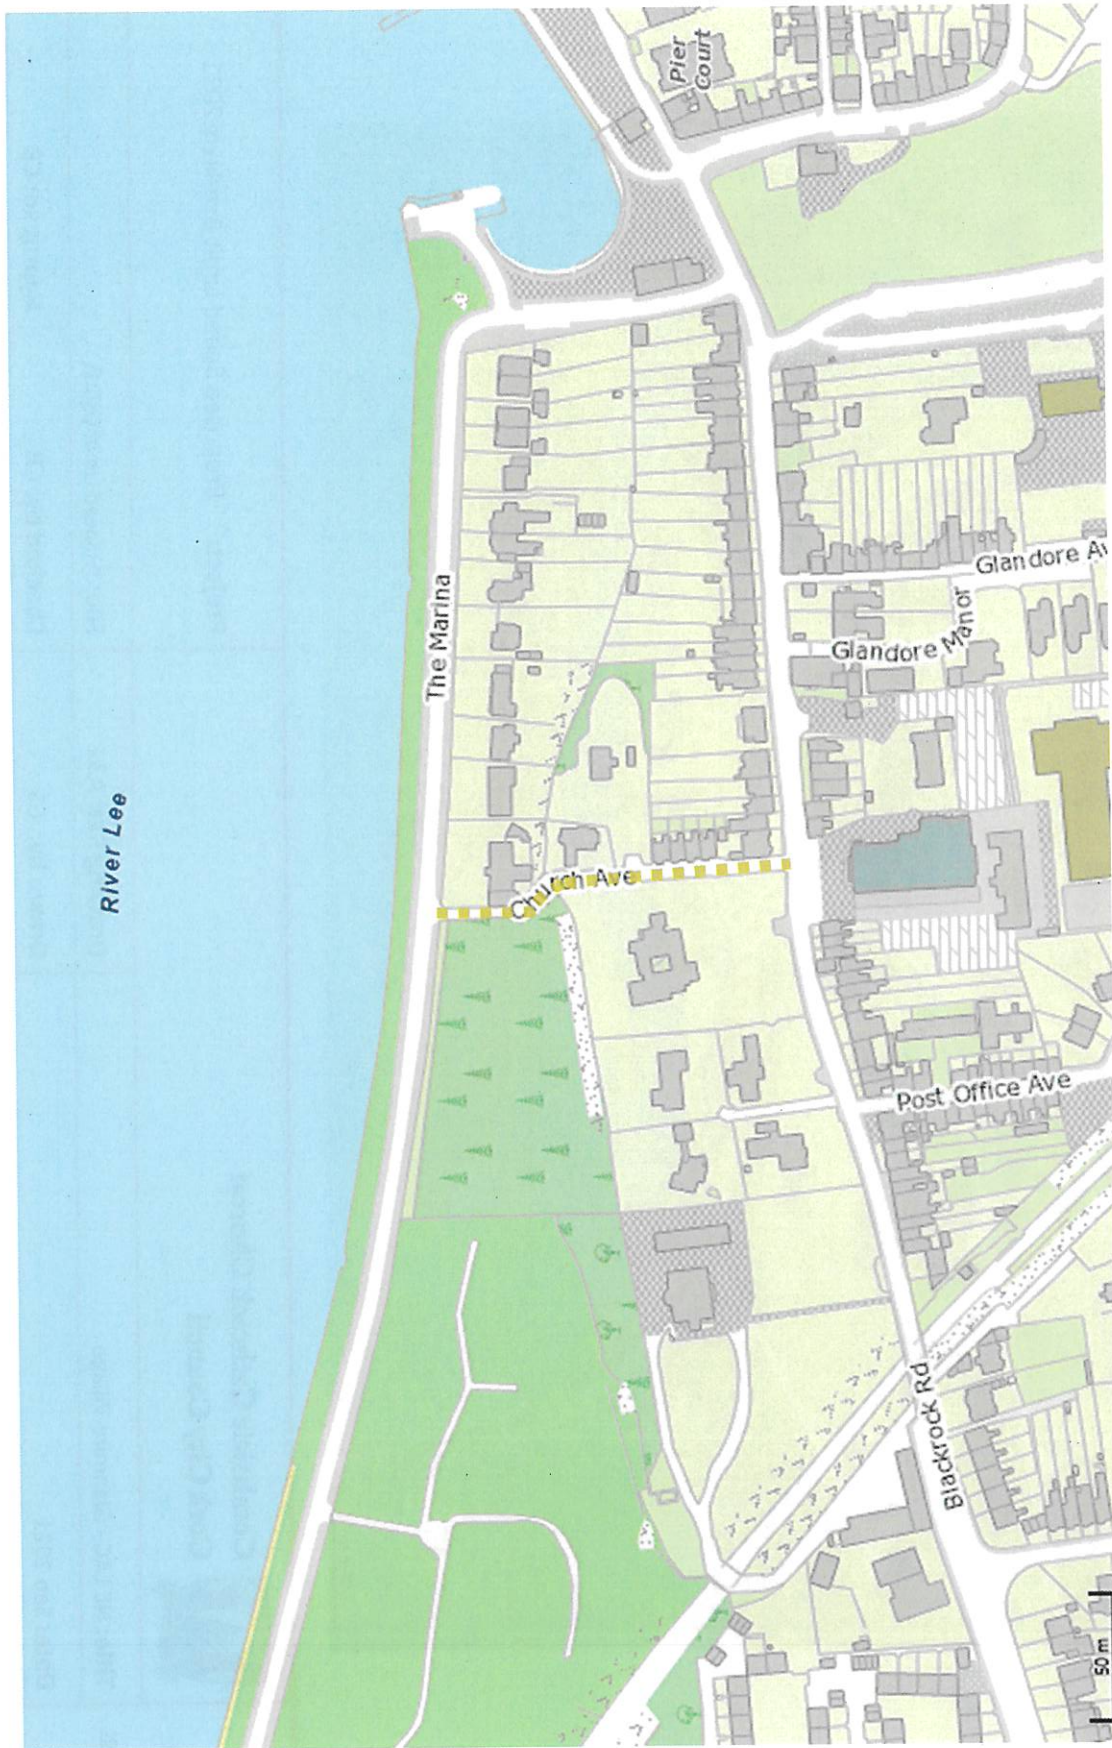 Pier
Court
The Marina
River Lee
Church Ave
Glandore Av
Glandore Manor
Post Office Ave
Blackrock Rd
50 m